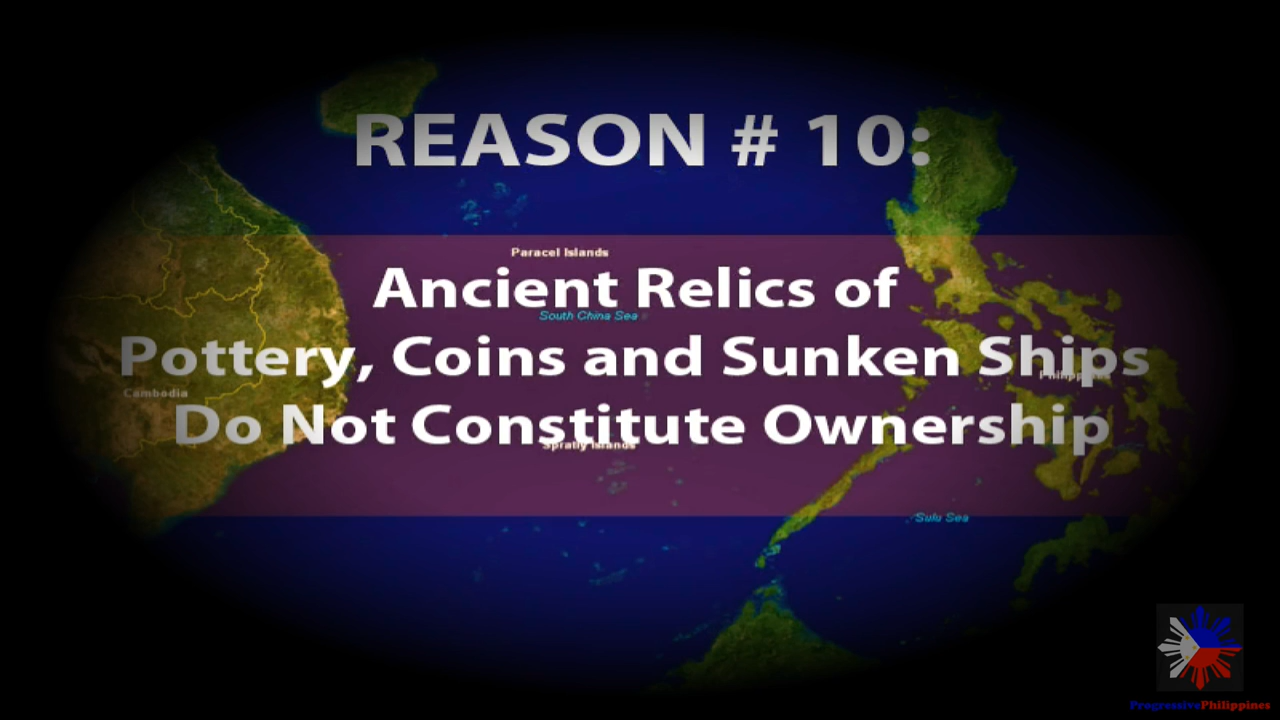 REASON # 10:
Paracel Islands
Ancient Relics of
South China Sea
Pottery, Coins and Sunken Ships
Philippines
Cambodia
Do Not Constitute Ownership
Spratly Islands
Sulu Sea
ProgressivePhilippines